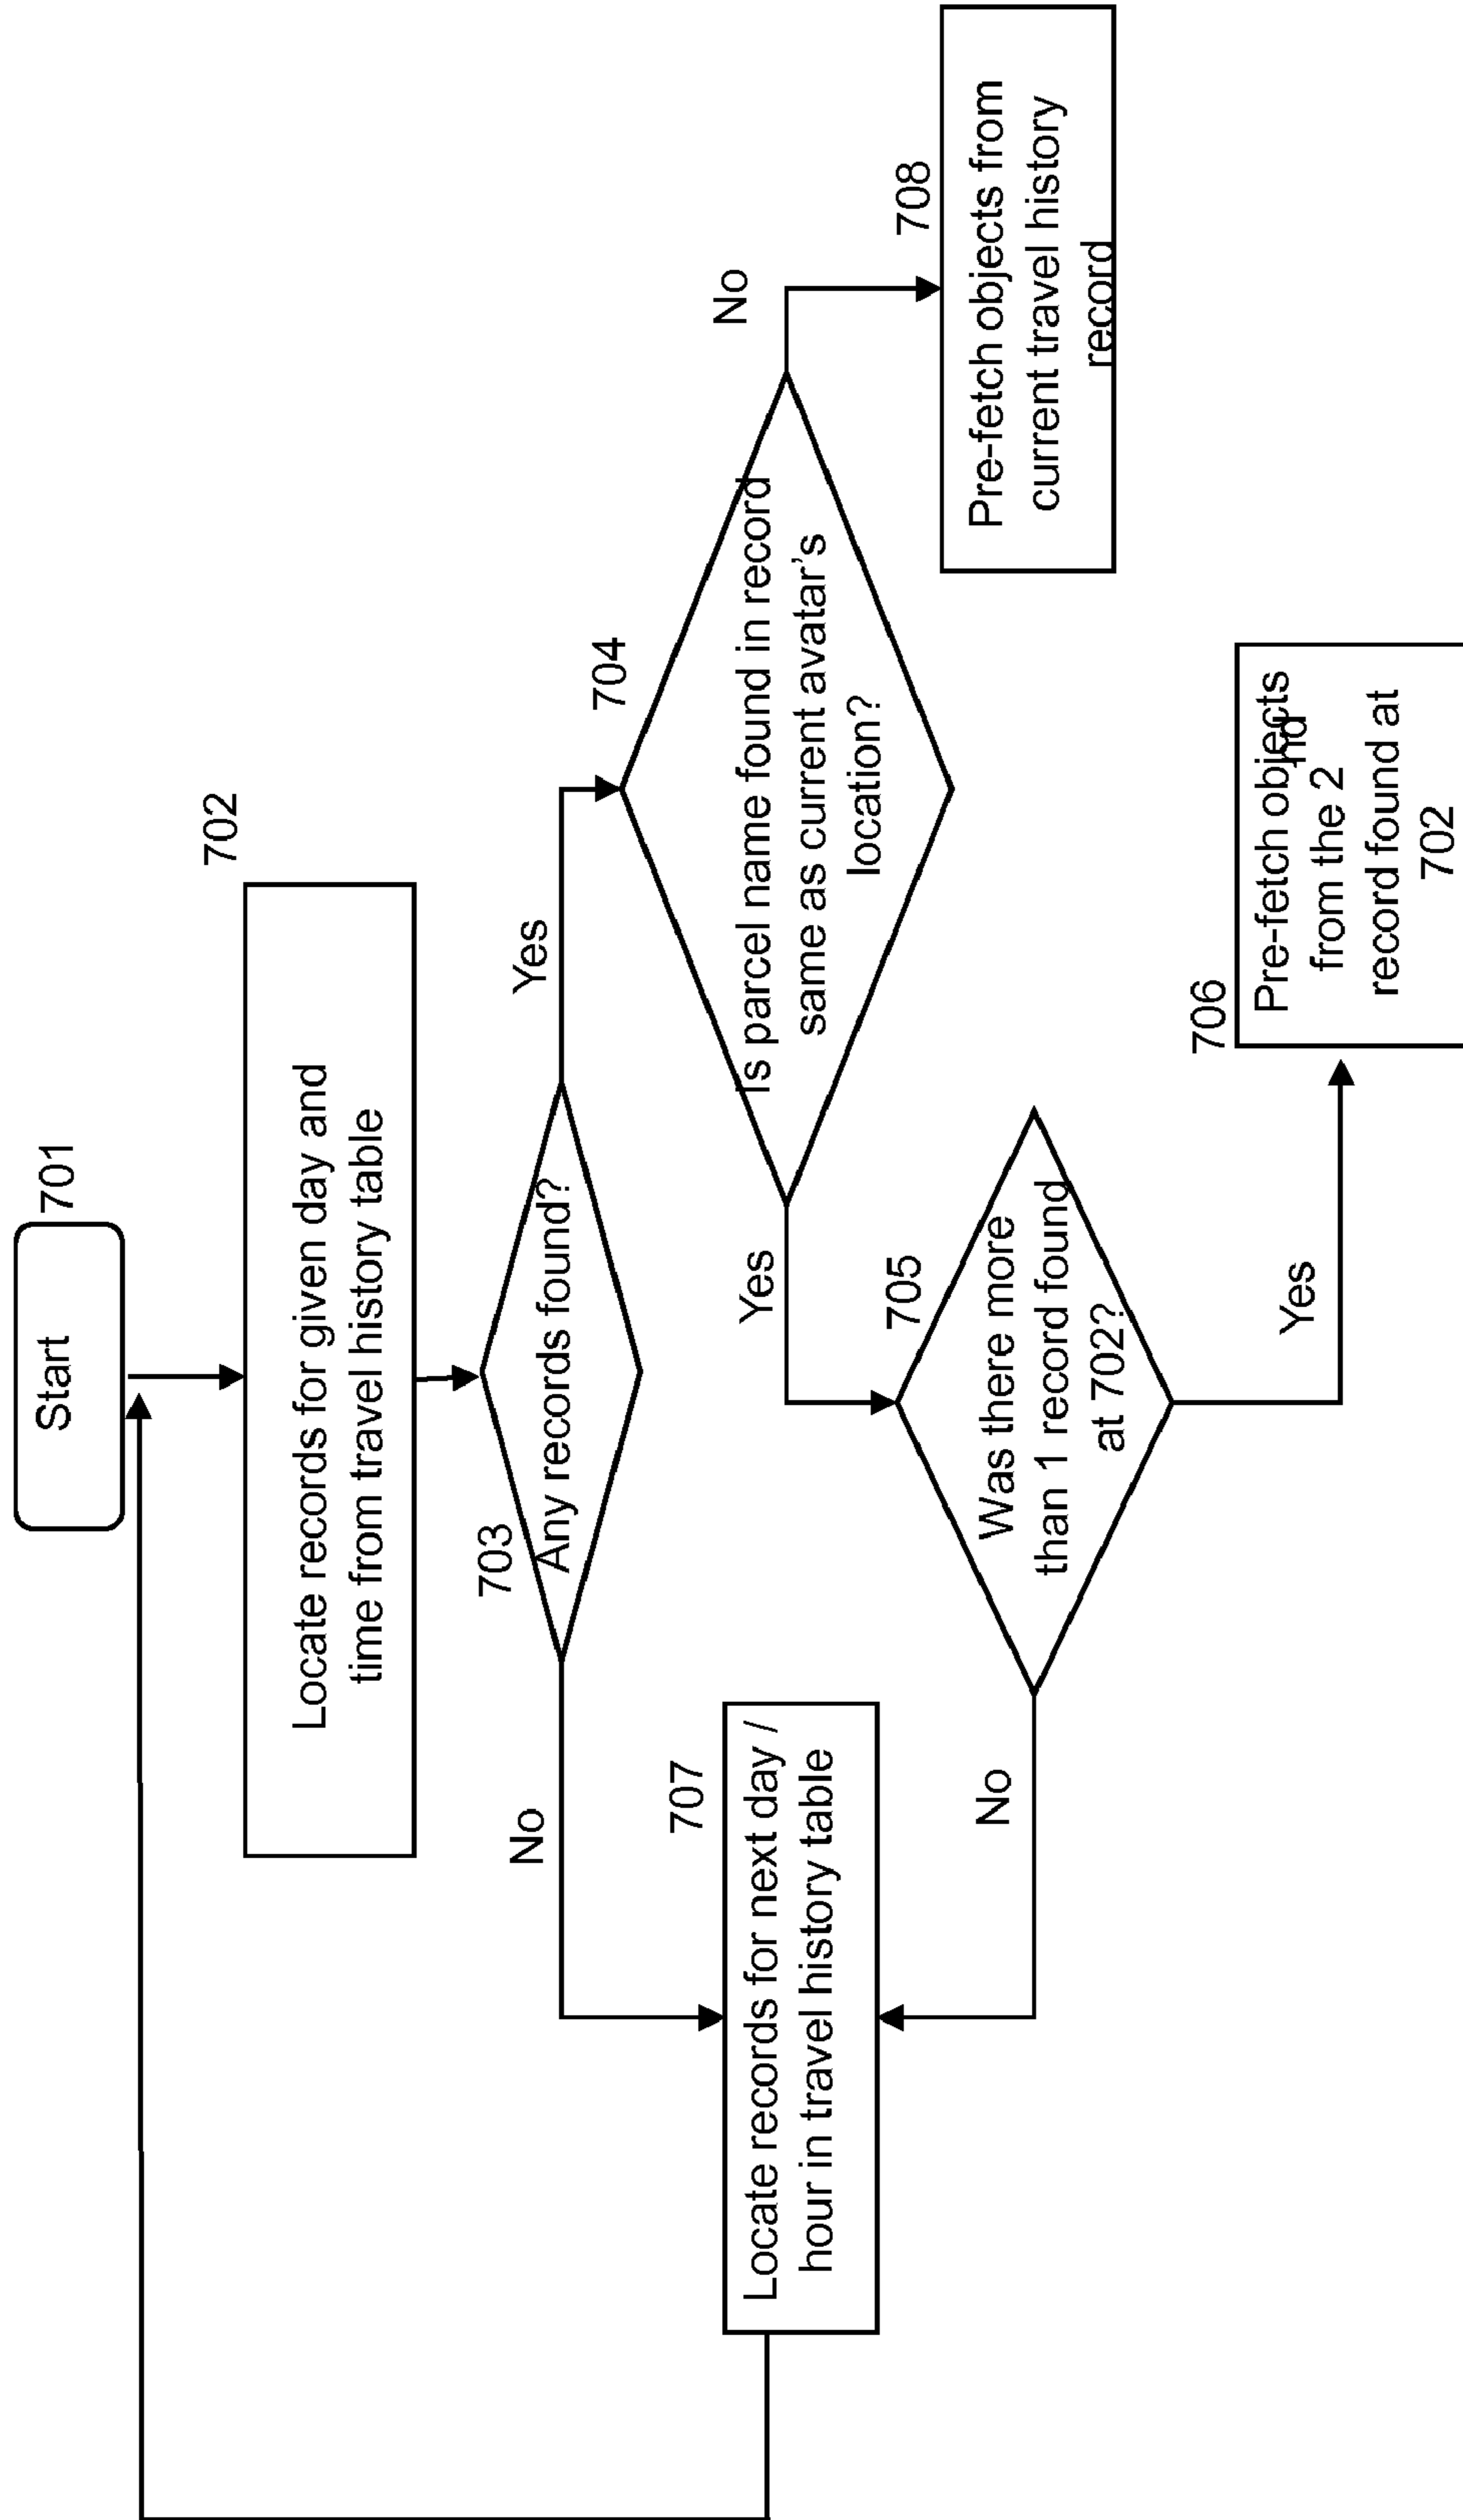 Start
701
702
Locate records for given day and
time from travel history table
703
Any records found?
Yes
No
704
Is parcel name found in record
same as current avatar's
location?
No
Yes
708
Pre-fetch objects from
current travel history
record
707
Locate records for next day /
hour in travel history table
705
Was there more
than 1 record found
at 702?
No
Yes
706
Pre-fetch objects
from the 2nd
record found at
702